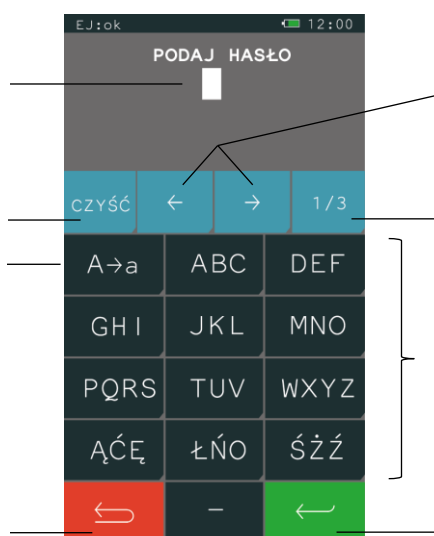 EJ:ok 12:00
PODAJ HASŁO
CZYŚĆ ← → 1/3
A→a ABC DEF
GHI JKL MNO
PQRS TUV WXYZ
ĄĆĘ ŁŃO ŚŻŹ
–